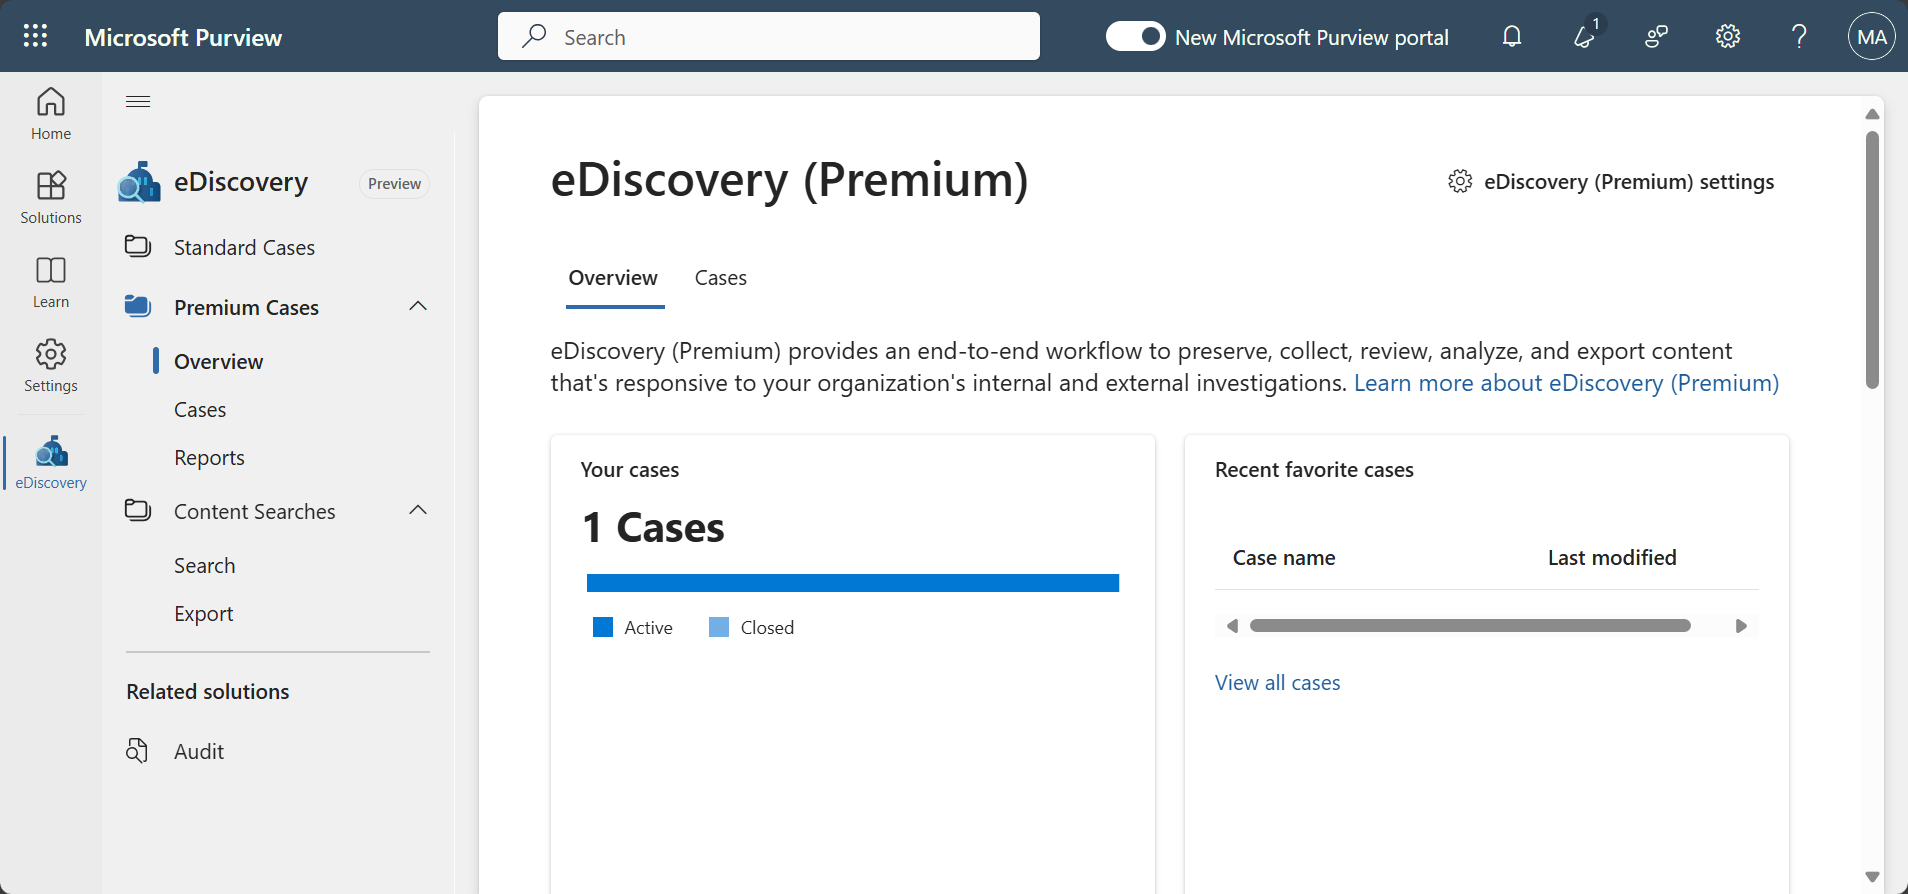 Microsoft Purview
Search
New Microsoft Purview portal
1
MA
Home
Solutions
Learn
Settings
eDiscovery
eDiscovery
Preview
Standard Cases
Premium Cases
Overview
Cases
Reports
Content Searches
Search
Export
Related solutions
Audit
eDiscovery (Premium)
eDiscovery (Premium) settings
Overview
Cases
eDiscovery (Premium) provides an end-to-end workflow to preserve, collect, review, analyze, and export content
that's responsive to your organization's internal and external investigations. Learn more about eDiscovery (Premium)
Your cases
1 Cases
Active
Closed
Recent favorite cases
Case name
Last modified
View all cases